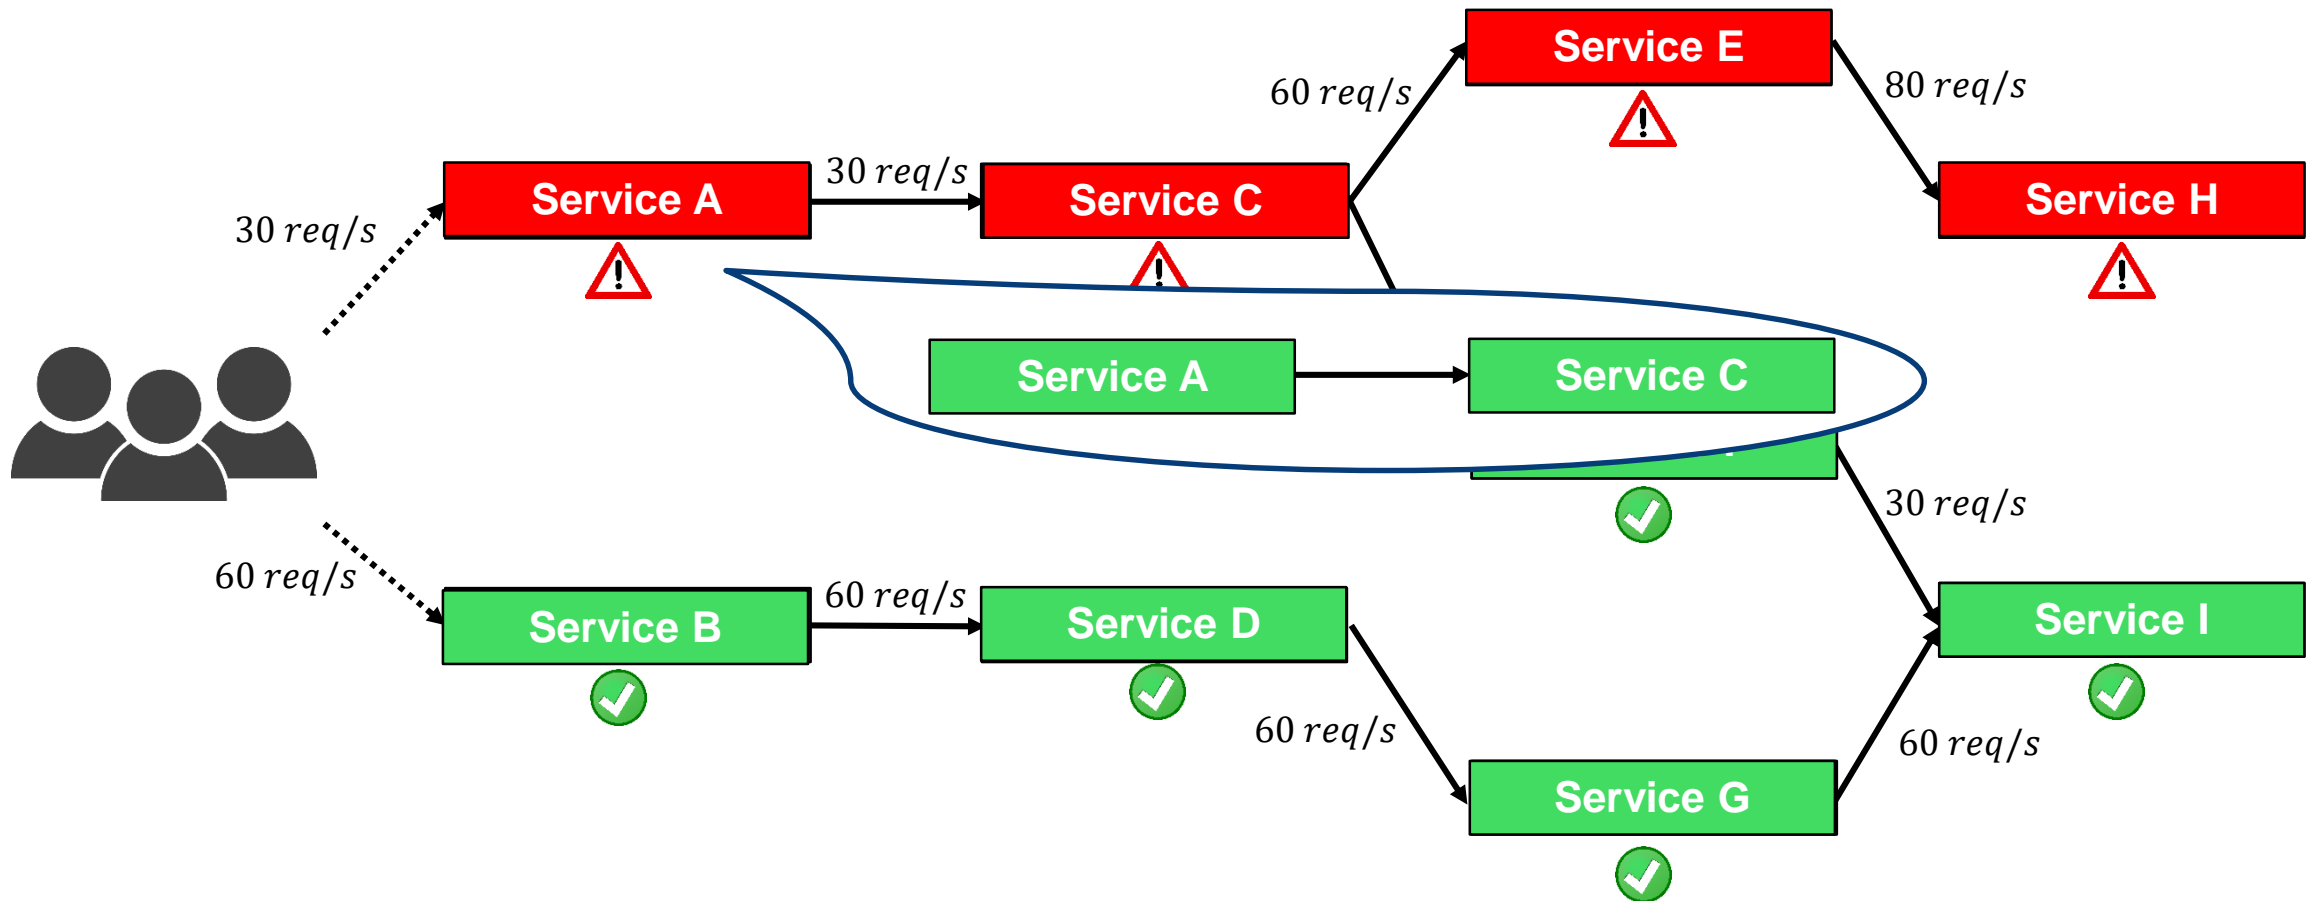 Service E
60 req/s
80 req/s
Service A
30 req/s
Service C
Service H
30 req/s
Service A
Service C
30 req/s
60 req/s
Service B
60 req/s
Service D
Service I
60 req/s
60 req/s
Service G